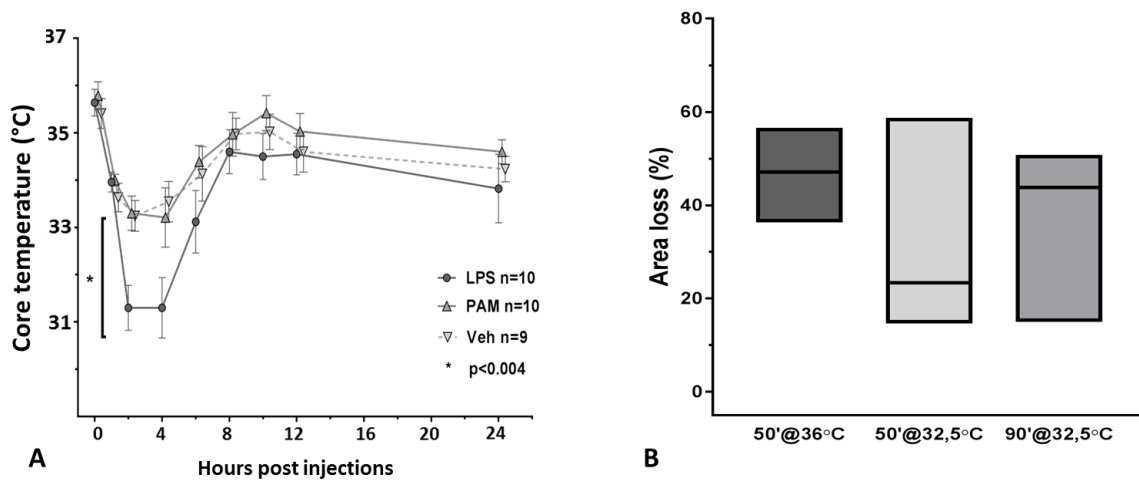 37
35
33
31
Core temperature (°C)
*
LPS n=10
PAM n=10
Veh n=9
* p<0.004
0 4 8 12 16 20 24
Hours post injections
A
80
60
40
20
0
Area loss (%)
50'@36°C 50'@32,5°C 90'@32,5°C
B